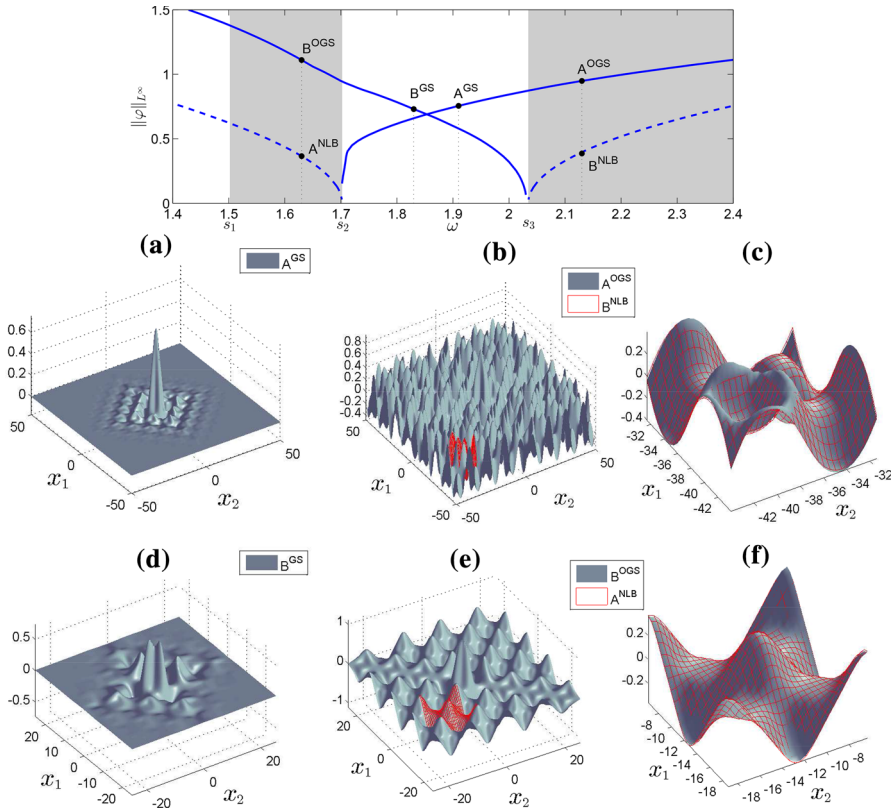 1.5
1
0.5
0
|||φ|||L∞
B^OGS
A^NLB
B^GS
A^GS
A^OGS
B^NLB
1.4 1.5 1.6 1.7 1.8 1.9 2 2.1 2.2 2.3 2.4
s1 s2 ω s3
(a)
A^GS
0.6
0.4
0.2
0
50
0
-50
-50
0
50
x1
x2
(b)
A^OGS
B^NLB
0.8
0.6
0.4
0.2
0
-0.2
-0.4
50
0
-50
-50
0
50
x1
x2
(c)
0.2
0
-0.2
-0.4
-32
-34
-36
-38
-40
-42
-42
-40
-38
-36
-34
-32
x1
x2
(d)
B^GS
0.5
0
-0.5
20
10
0
-10
-20
-20
0
20
x1
x2
(e)
B^OGS
A^NLB
1
0
-1
20
0
-20
-20
0
20
x1
x2
(f)
0.2
0
-0.2
-8
-10
-12
-14
-16
-18
-18
-16
-14
-12
-10
-8
x1
x2